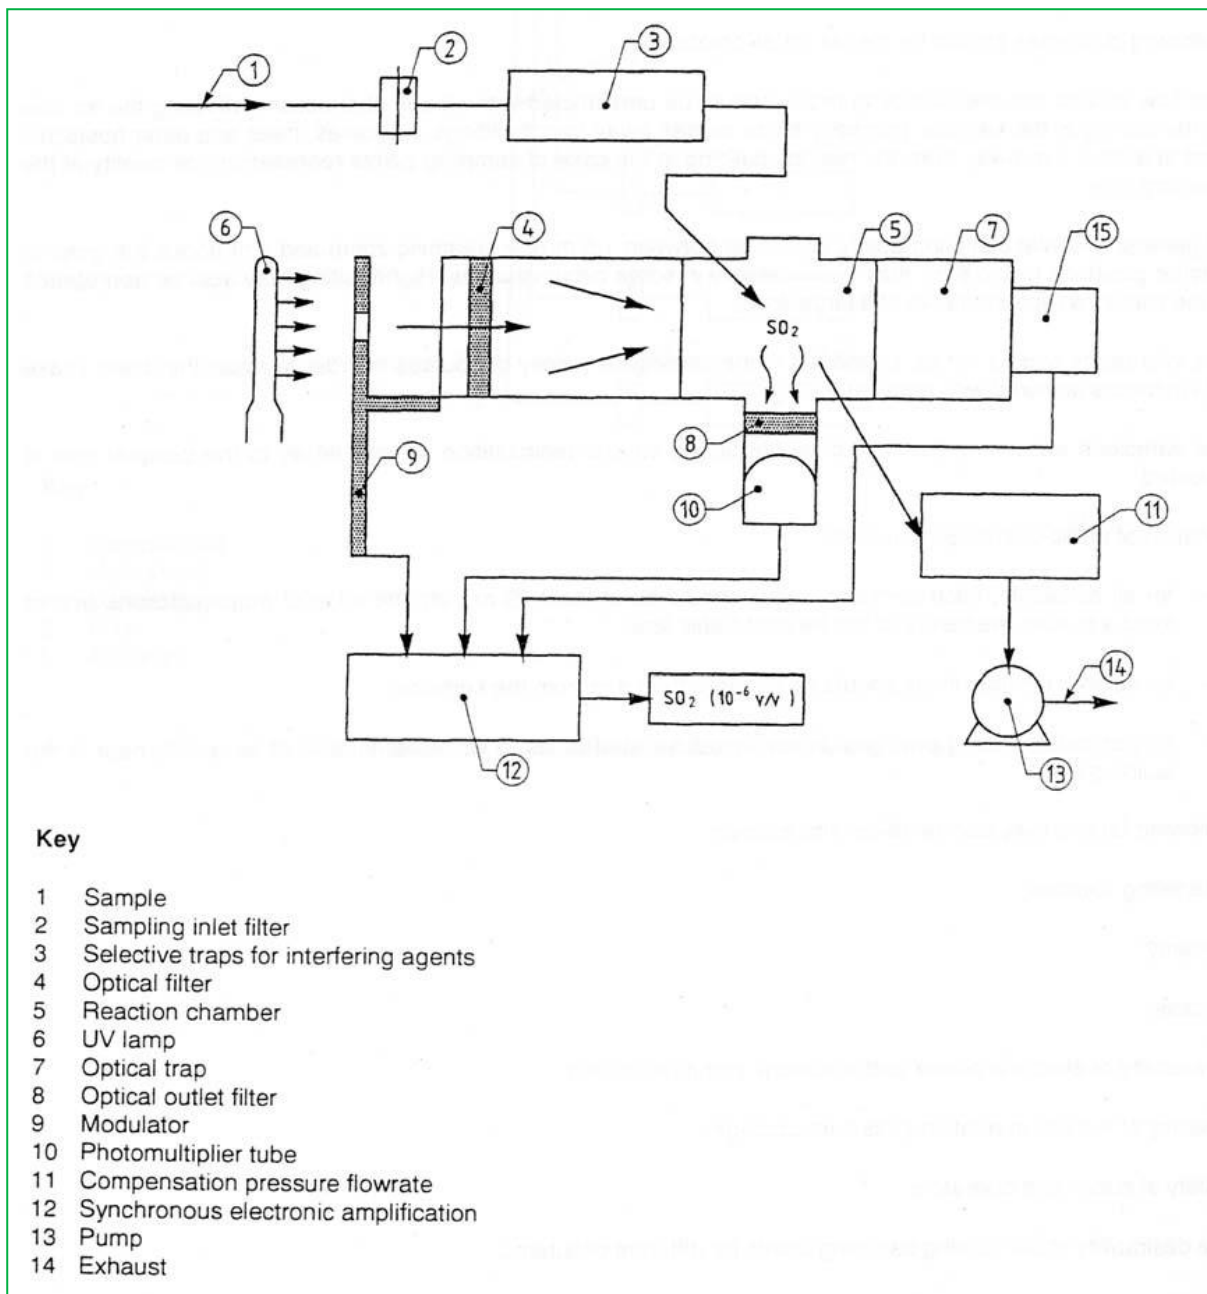 1
2
3
6
4
5
7
15
SO₂
8
9
10
11
14
SO₂ (10⁻⁶ v/v)
12
13
Key
1 Sample
2 Sampling inlet filter
3 Selective traps for interfering agents
4 Optical filter
5 Reaction chamber
6 UV lamp
7 Optical trap
8 Optical outlet filter
9 Modulator
10 Photomultiplier tube
11 Compensation pressure flowrate
12 Synchronous electronic amplification
13 Pump
14 Exhaust